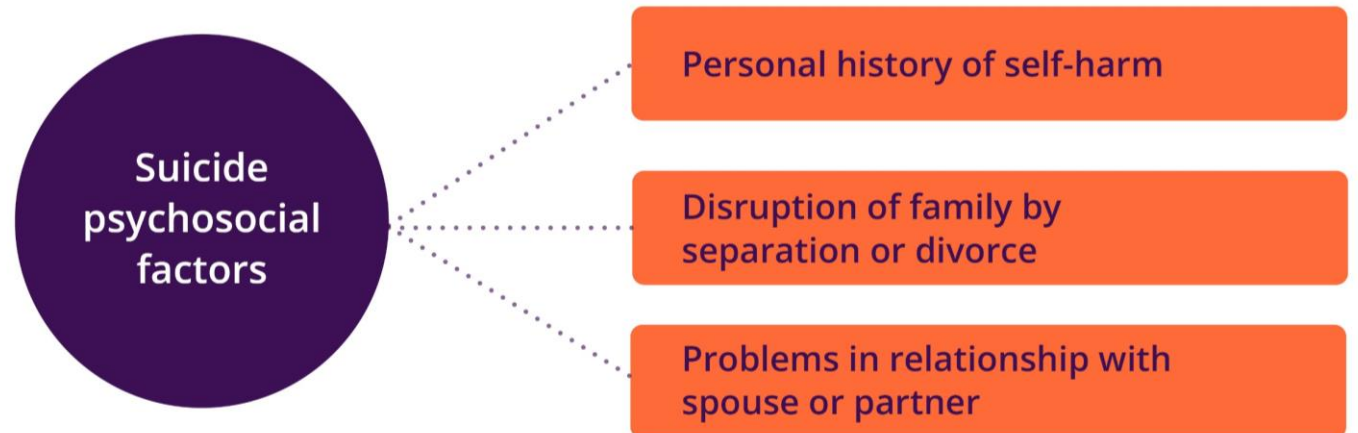 Suicide
psychosocial
factors
Personal history of self-harm
Disruption of family by
separation or divorce
Problems in relationship with
spouse or partner